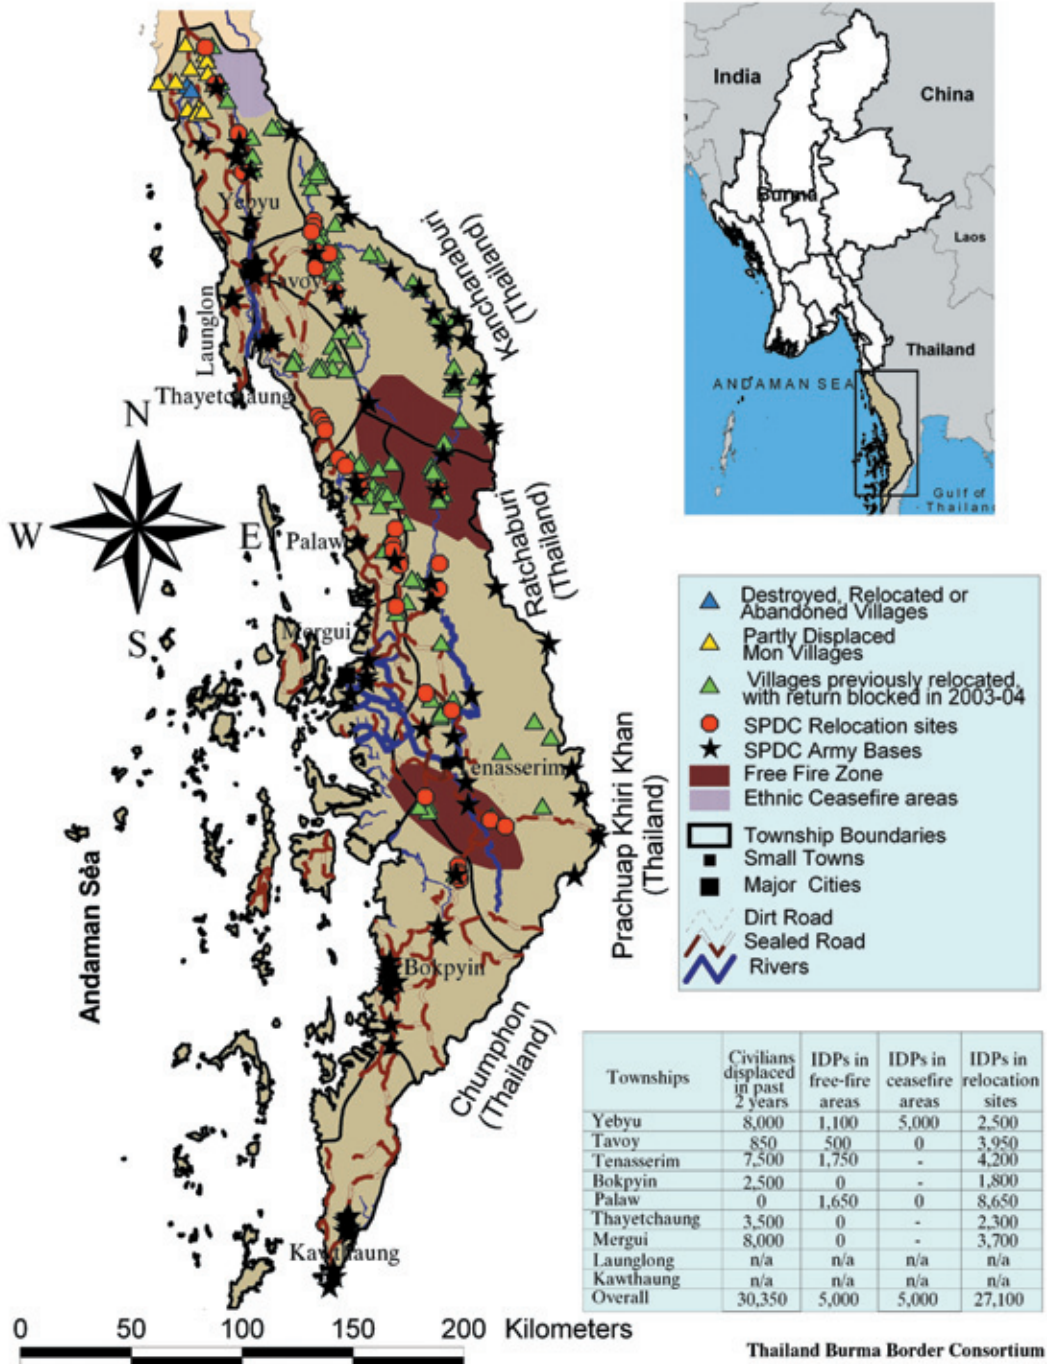 Yebyu
Tavoy
Launglon
Thayetchaung
Kanchanaburi
(Thailand)
N
W
E
S
Palaw
Ratchaburi
(Thailand)
Mergui
Tenasserim
Prachuap Khiri Khan
(Thailand)
Andaman Sea
Bokpyin
Chumphon
(Thailand)
Kawthaung
0 50 100 150 200 Kilometers
India
China
Burma
Laos
Thailand
ANDAMAN SEA
Gulf of
Thailand
Destroyed, Relocated or
Abandoned Villages
Partly Displaced
Mon Villages
Villages previously relocated,
with return blocked in 2003-04
SPDC Relocation sites
SPDC Army Bases
Free Fire Zone
Ethnic Ceasefire areas
Township Boundaries
Small Towns
Major Cities
Dirt Road
Sealed Road
Rivers
Townships
Civilians
displaced
in past
2 years
IDPs in
free-fire
areas
IDPs in
ceasefire
areas
IDPs in
relocation
sites
Yebyu 8,000 1,100 5,000 2,500
Tavoy 850 500 0 3,950
Tenasserim 7,500 1,750 - 4,200
Bokpyin 2,500 0 - 1,800
Palaw 0 1,650 0 8,650
Thayetchaung 3,500 0 - 2,300
Mergui 8,000 0 - 3,700
Launglong n/a n/a n/a n/a
Kawthaung n/a n/a n/a n/a
Overall 30,350 5,000 5,000 27,100
Thailand Burma Border Consortium